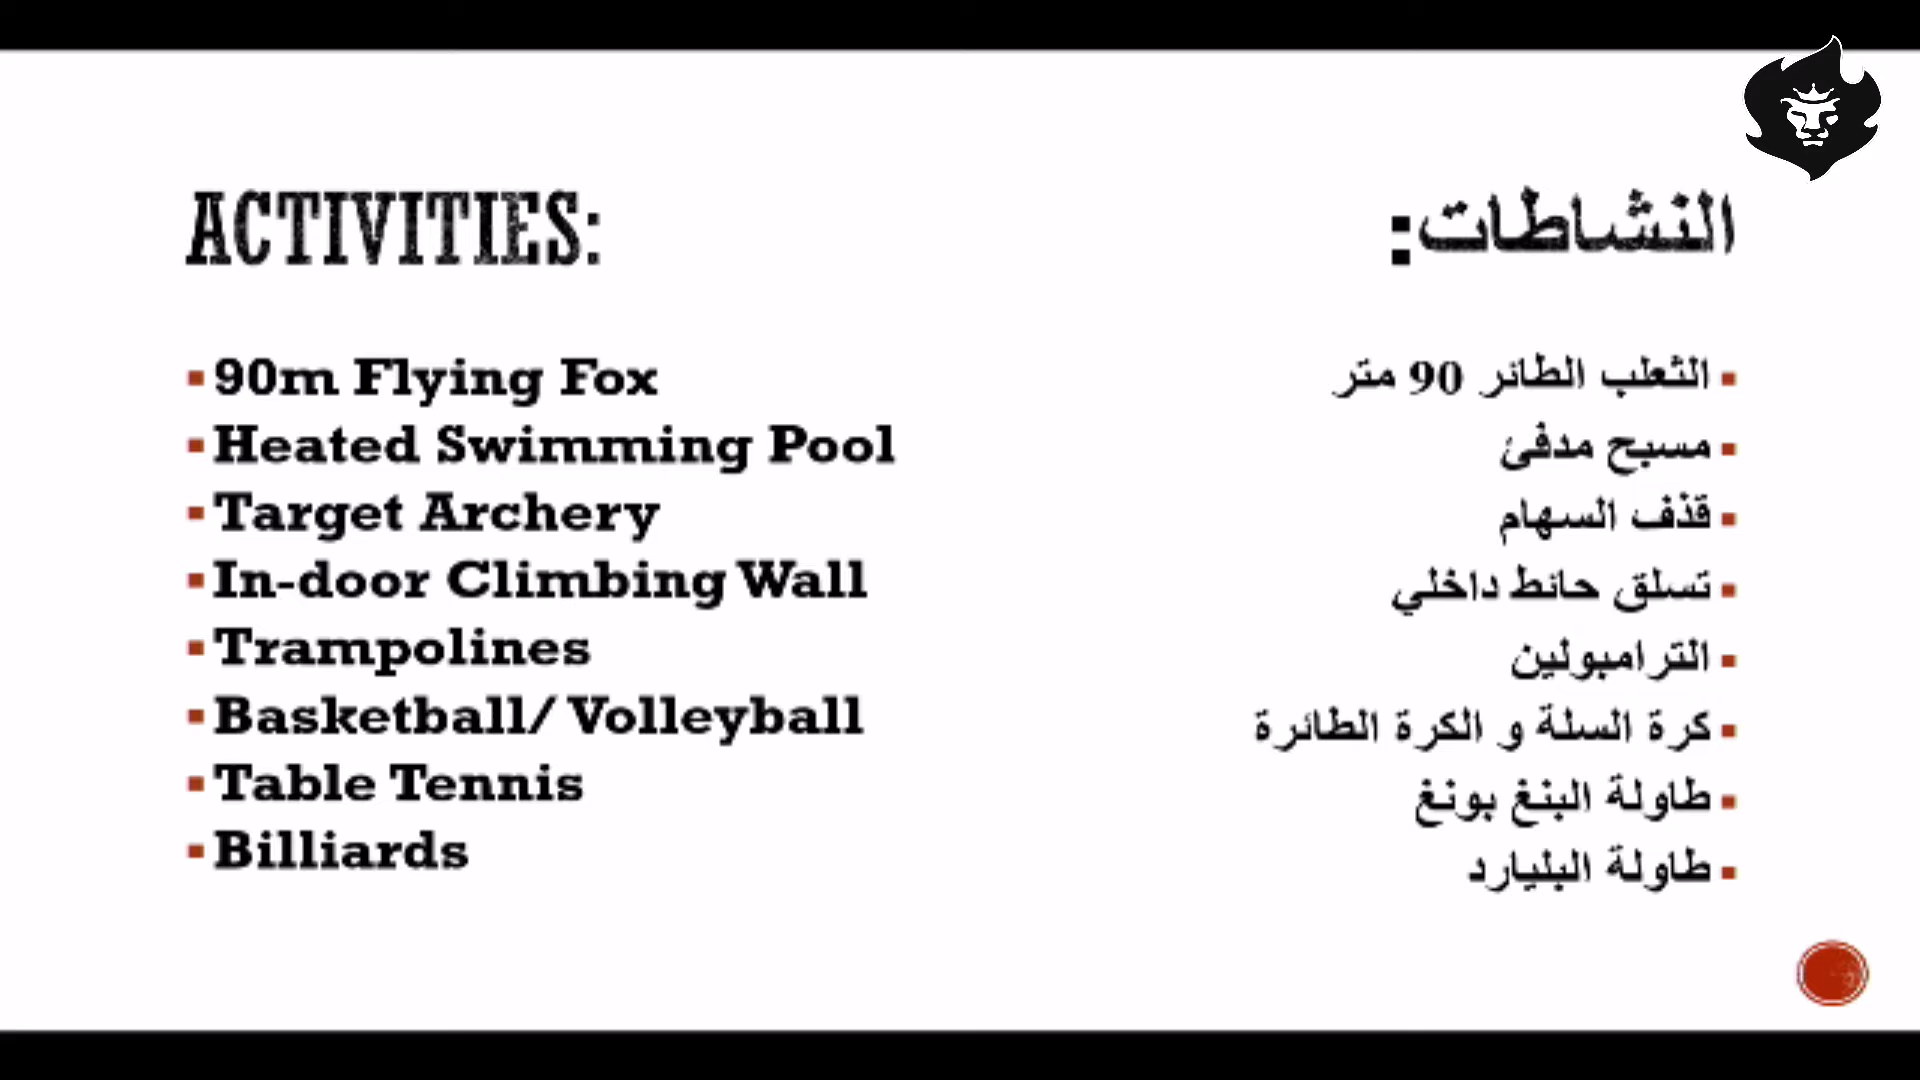 ACTIVITIES:
90m Flying Fox
Heated Swimming Pool
Target Archery
In-door Climbing Wall
Trampolines
Basketball/ Volleyball
Table Tennis
Billiards
النشاطات:
الثعلب الطائر 90 متر
مسبح مدفئ
قذف السهام
تسلق حائط داخلي
الترامبولين
كرة السلة و الكرة الطائرة
طاولة البنغ بونغ
طاولة البليارد